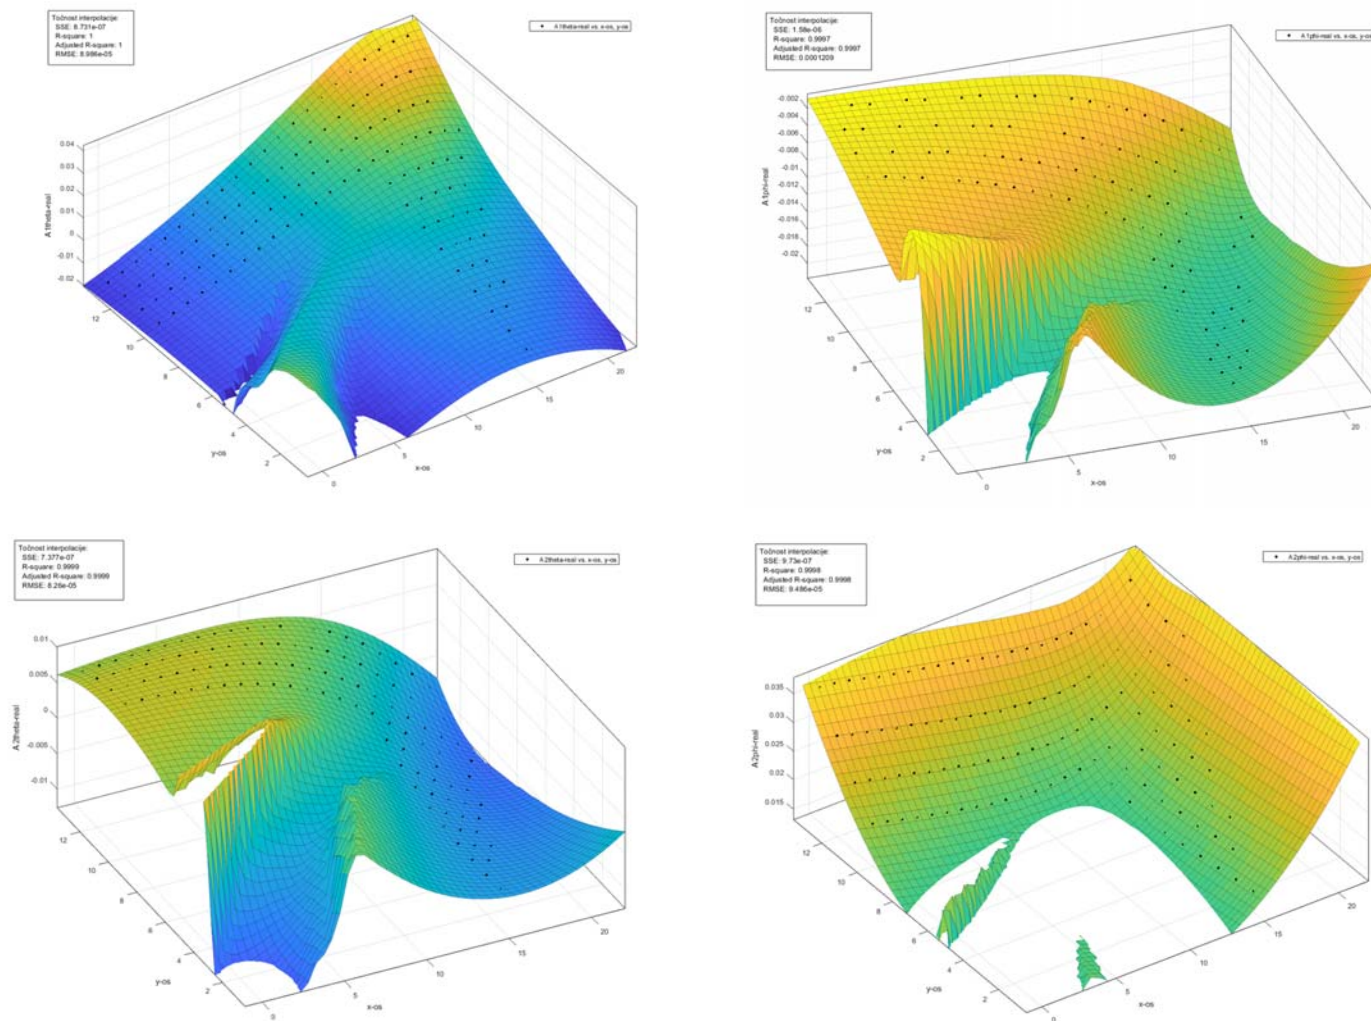 Točnost interpolacije:
SSE: 8.731e-07
R-square: 1
Adjusted R-square: 1
RMSE: 8.986e-05
A1theta-real vs. x-os, y-os
0.04
0.03
0.02
0.01
0
-0.01
-0.02
A1theta-real
12
10
8
6
4
2
y-os
0
5
10
15
20
x-os
Točnost interpolacije:
SSE: 1.58e-06
R-square: 0.9997
Adjusted R-square: 0.9997
RMSE: 0.0001209
A1phi-real vs. x-os, y-os
-0.002
-0.004
-0.006
-0.008
-0.01
-0.012
-0.014
-0.016
-0.018
-0.02
A1phi-real
12
10
8
6
4
2
y-os
0
5
10
15
20
x-os
Točnost interpolacije:
SSE: 7.377e-07
R-square: 0.9999
Adjusted R-square: 0.9999
RMSE: 8.26e-05
A2theta-real vs. x-os, y-os
0.01
0.005
0
-0.005
-0.01
A2theta-real
12
10
8
6
4
2
y-os
0
5
10
15
20
x-os
Točnost interpolacije:
SSE: 9.73e-07
R-square: 0.9998
Adjusted R-square: 0.9998
RMSE: 9.486e-05
A2phi-real vs. x-os, y-os
0.035
0.03
0.025
0.02
0.015
A2phi-real
12
10
8
6
4
2
y-os
0
5
10
15
20
x-os